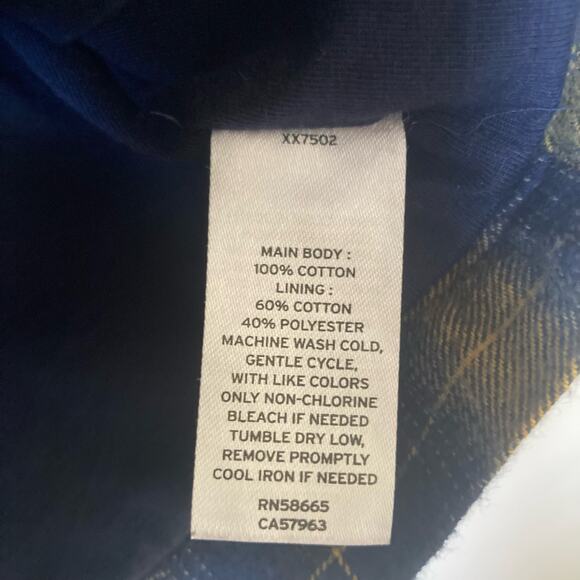 XX7502
MAIN BODY :
100% COTTON
LINING :
60% COTTON
40% POLYESTER
MACHINE WASH COLD,
GENTLE CYCLE,
WITH LIKE COLORS
ONLY NON-CHLORINE
BLEACH IF NEEDED
TUMBLE DRY LOW,
REMOVE PROMPTLY
COOL IRON IF NEEDED
RN58665
CA57963